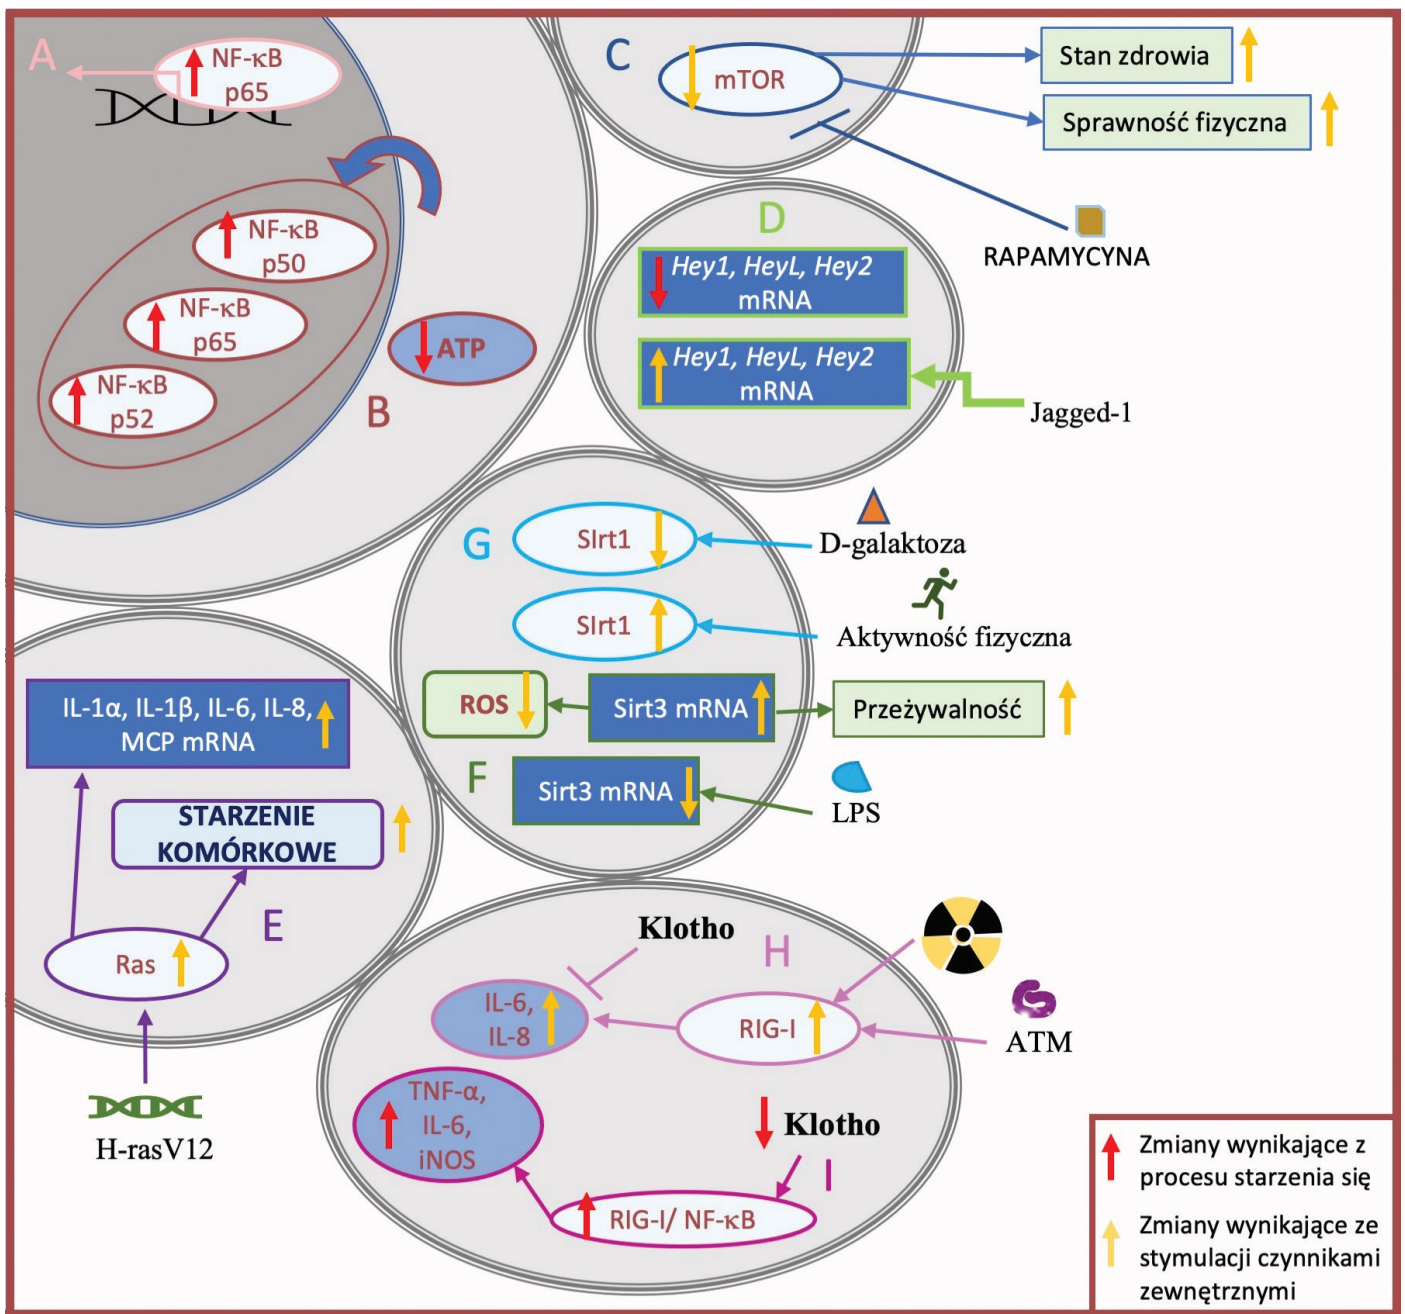 A
NF-κB
p65
NF-κB
p50
NF-κB
p65
NF-κB
p52
B
ATP
C
mTOR
Stan zdrowia
Sprawność fizyczna
RAPAMYCYNA
D
Hey1, HeyL, Hey2
mRNA
Hey1, HeyL, Hey2
mRNA
Jagged-1
G
SIrt1
D-galaktoza
SIrt1
Aktywność fizyczna
ROS
Sirt3 mRNA
Przeżywalność
F
Sirt3 mRNA
LPS
IL-1α, IL-1β, IL-6, IL-8,
MCP mRNA
STARZENIE
KOMÓRKOWE
E
Ras
H-rasV12
Klotho
H
IL-6,
IL-8
RIG-I
ATM
TNF-α,
IL-6,
iNOS
Klotho
I
RIG-I/ NF-κB
Zmiany wynikające z
procesu starzenia się
Zmiany wynikające ze
stymulacji czynnikami
zewnętrznymi